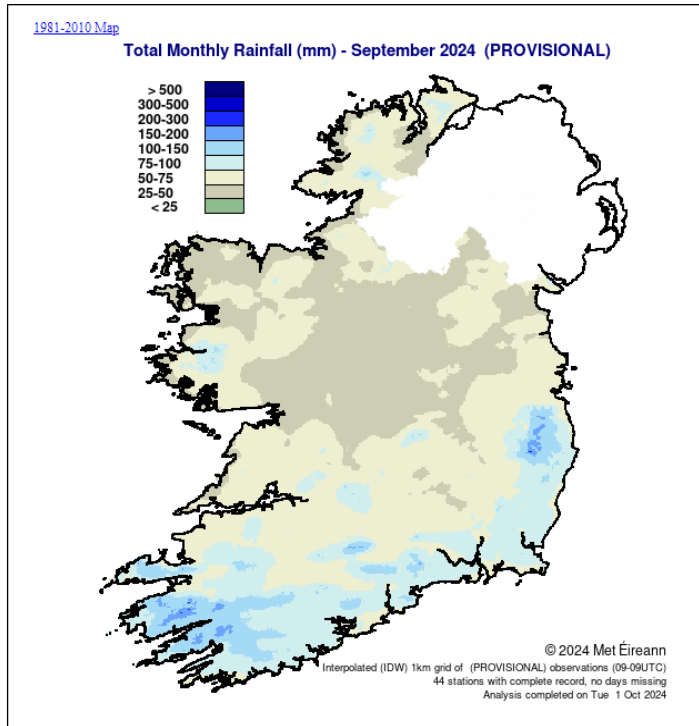 1981-2010 Map
Total Monthly Rainfall (mm) - September 2024 (PROVISIONAL)
> 500
300-500
200-300
150-200
100-150
75-100
50-75
25-50
< 25
© 2024 Met Éireann
Interpolated (IDW) 1km grid of (PROVISIONAL) observations (09-09UTC)
44 stations with complete record, no days missing
Analysis completed on Tue 1 Oct 2024